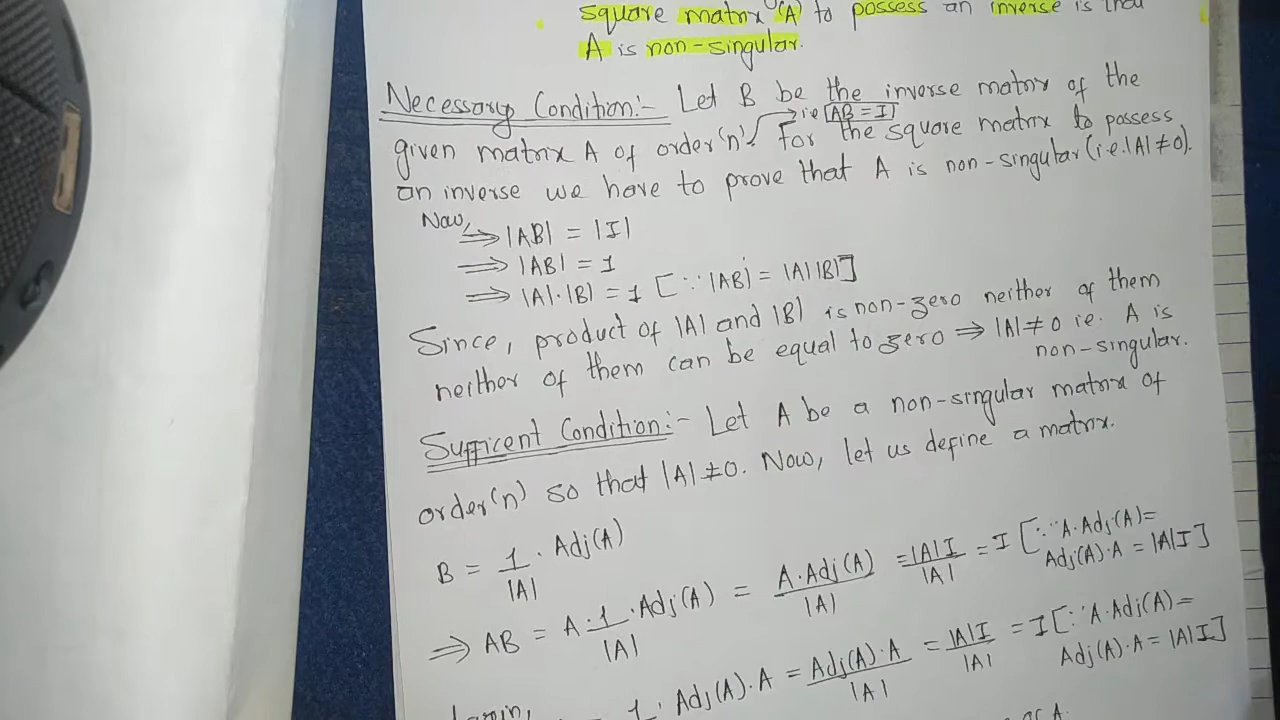 square matrix (A) to possess an inverse is that
A is non-singular.
Necessary Condition:- Let B be the inverse matrix of the
given matrix A of order 'n'. i.e AB = I For the square matrix to possess
an inverse we have to prove that A is non-singular (i.e. |A| ≠ 0).
Now, ⟹ |AB| = |I|
⟹ |AB| = 1
⟹ |A|·|B| = 1 [∵ |AB| = |A||B|]
Since, product of |A| and |B| is non-zero neither of them
neither of them can be equal to zero ⟹ |A| ≠ 0 i.e. A is
non-singular.
Sufficent Condition:- Let A be a non-singular matrix of
order (n) so that |A| ≠ 0. Now, let us define a matrix.
B = 1/|A| · Adj(A)
⟹ AB = A · 1/|A| · Adj(A) = A·Adj(A)/|A| = |A|I/|A| = I [∵ A·Adj(A) =
Adj(A)·A = |A|I]
1/ · Adj(A)·A = Adj(A)·A/|A| = |A|I/|A| = I [∵ A·Adj(A) =
Adj(A)·A = |A|I]
of A.